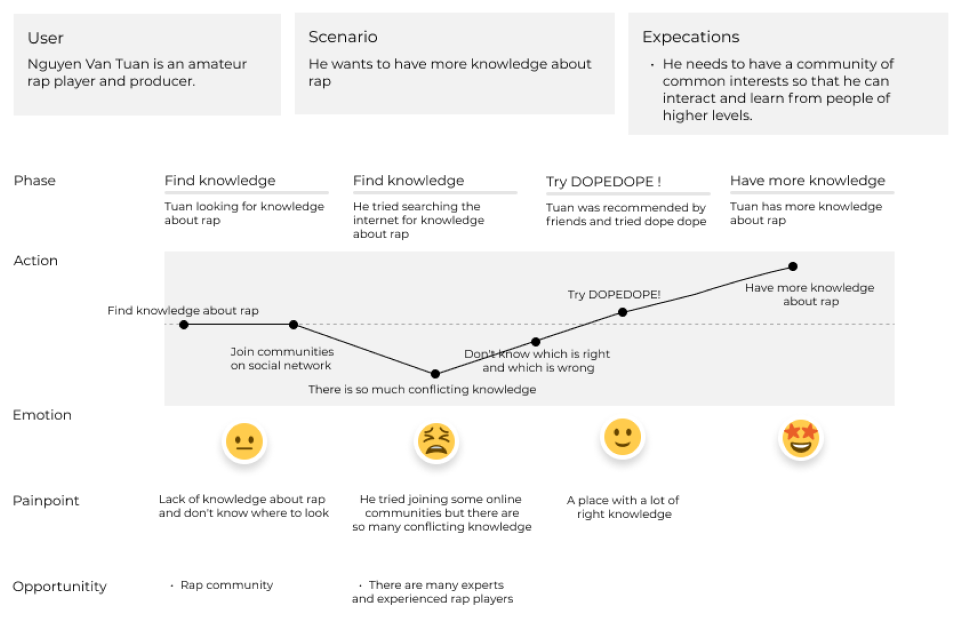 User
Nguyen Van Tuan is an amateur
rap player and producer.
Scenario
He wants to have more knowledge about
rap
Expecations
• He needs to have a community of
common interests so that he can
interact and learn from people of
higher levels.
Phase
Find knowledge
Tuan looking for knowledge
about rap
Find knowledge
He tried searching the
internet for knowledge
about rap
Try DOPEDOPE !
Tuan was recommended by
friends and tried dope dope
Have more knowledge
Tuan has more knowledge
about rap
Action
Find knowledge about rap
Join communities
on social network
There is so much conflicting knowledge
Don't know which is right
and which is wrong
Try DOPEDOPE!
Have more knowledge
about rap
Emotion
Painpoint
Lack of knowledge about rap
and don't know where to look
He tried joining some online
communities but there are
so many conflicting knowledge
A place with a lot of
right knowledge
Opportunitity
• Rap community
• There are many experts
and experienced rap players